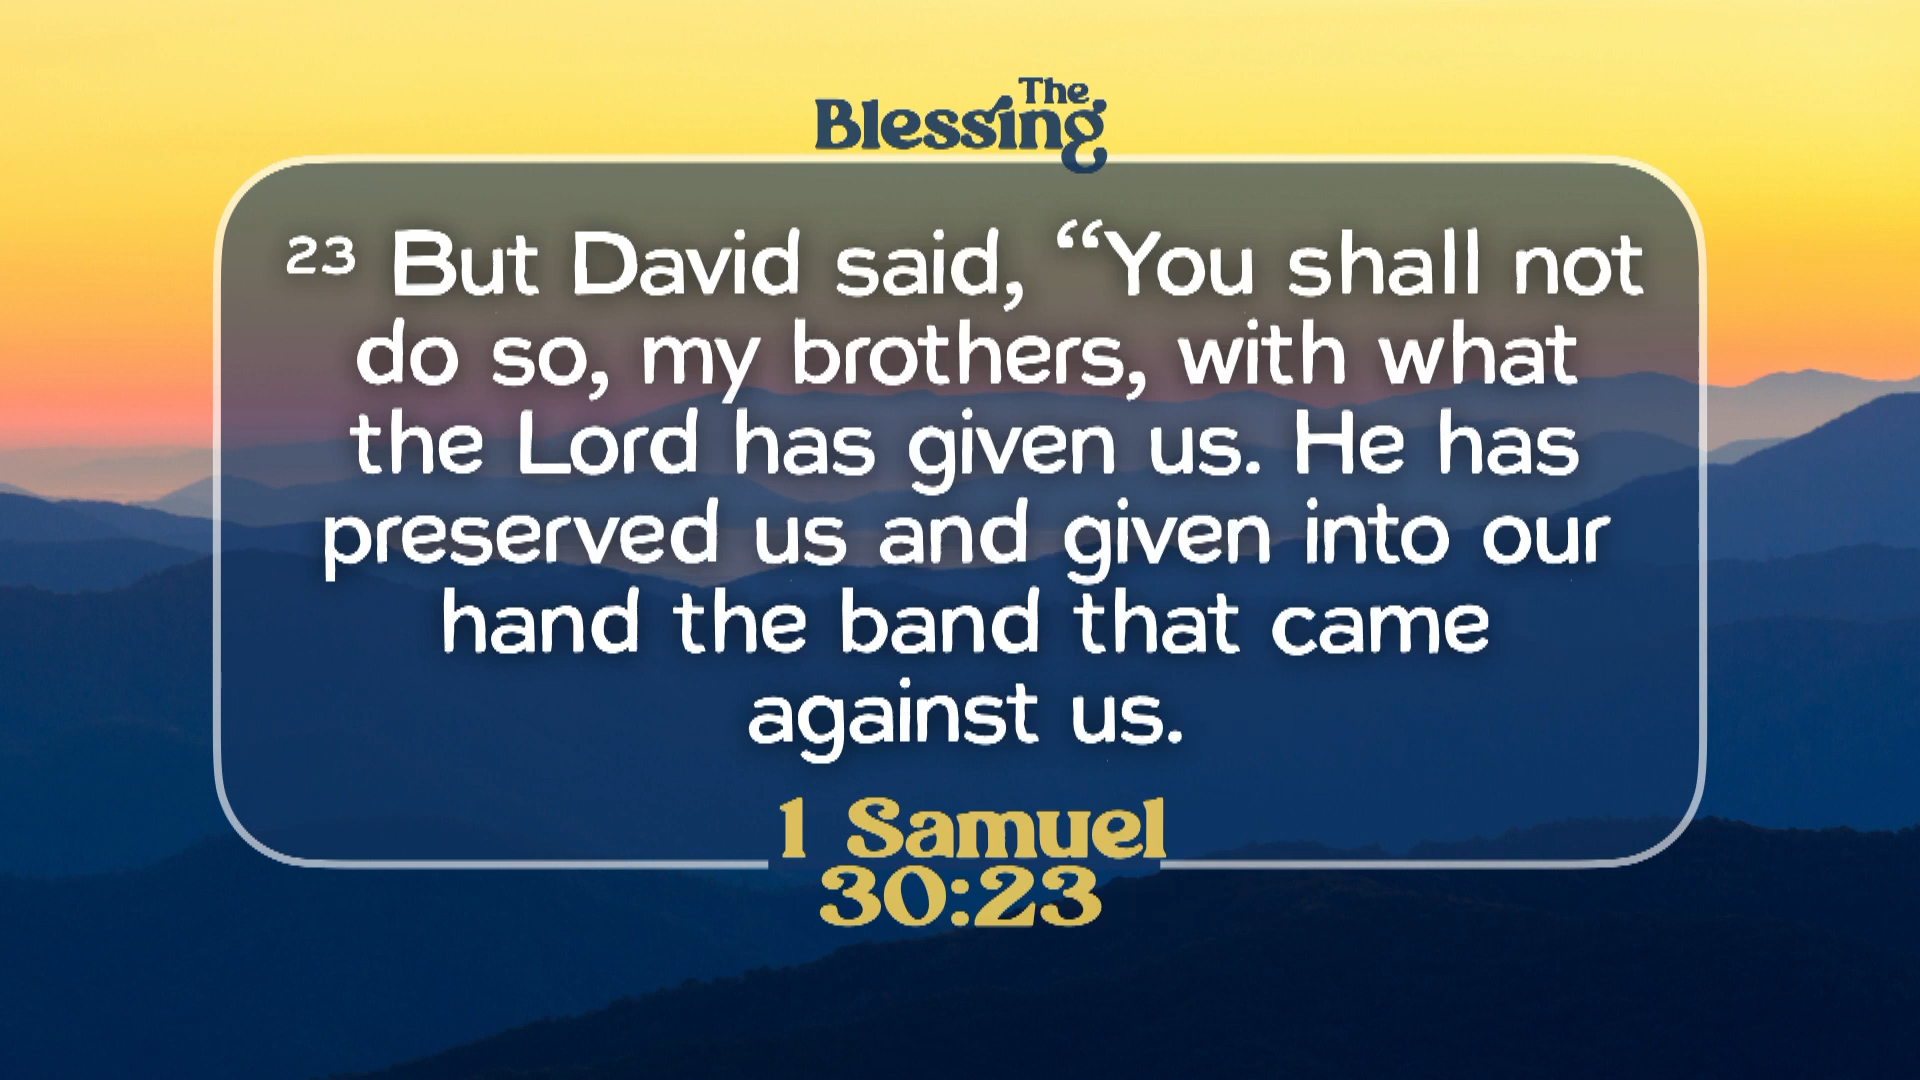 The
Blessing
23 But David said, “You shall not
do so, my brothers, with what
the Lord has given us. He has
preserved us and given into our
hand the band that came
against us.
1 Samuel
30:23